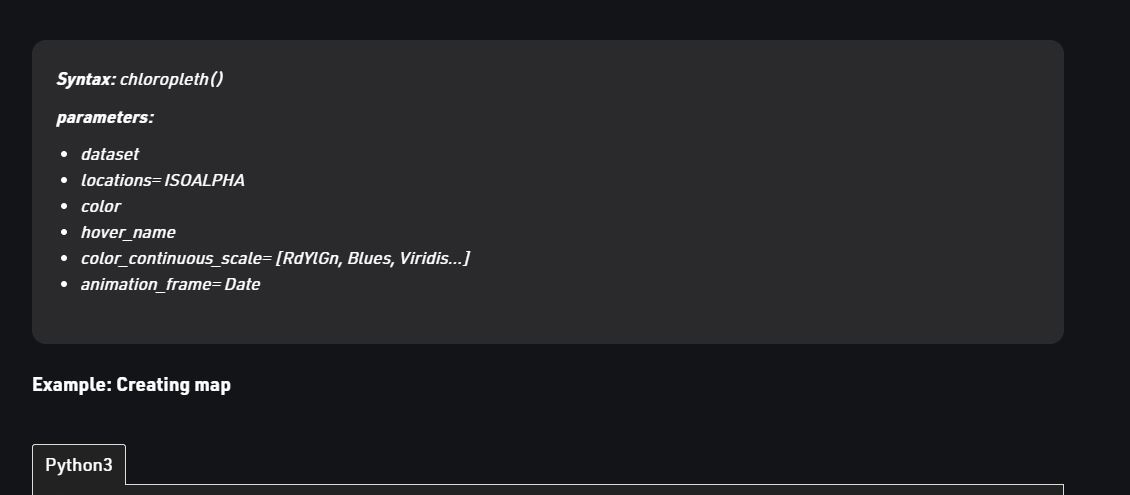 Syntax: chloropleth()
parameters:
• dataset
• locations= ISOALPHA
• color
• hover_name
• color_continuous_scale= [RdYlGn, Blues, Viridis...]
• animation_frame= Date
Example: Creating map
Python3